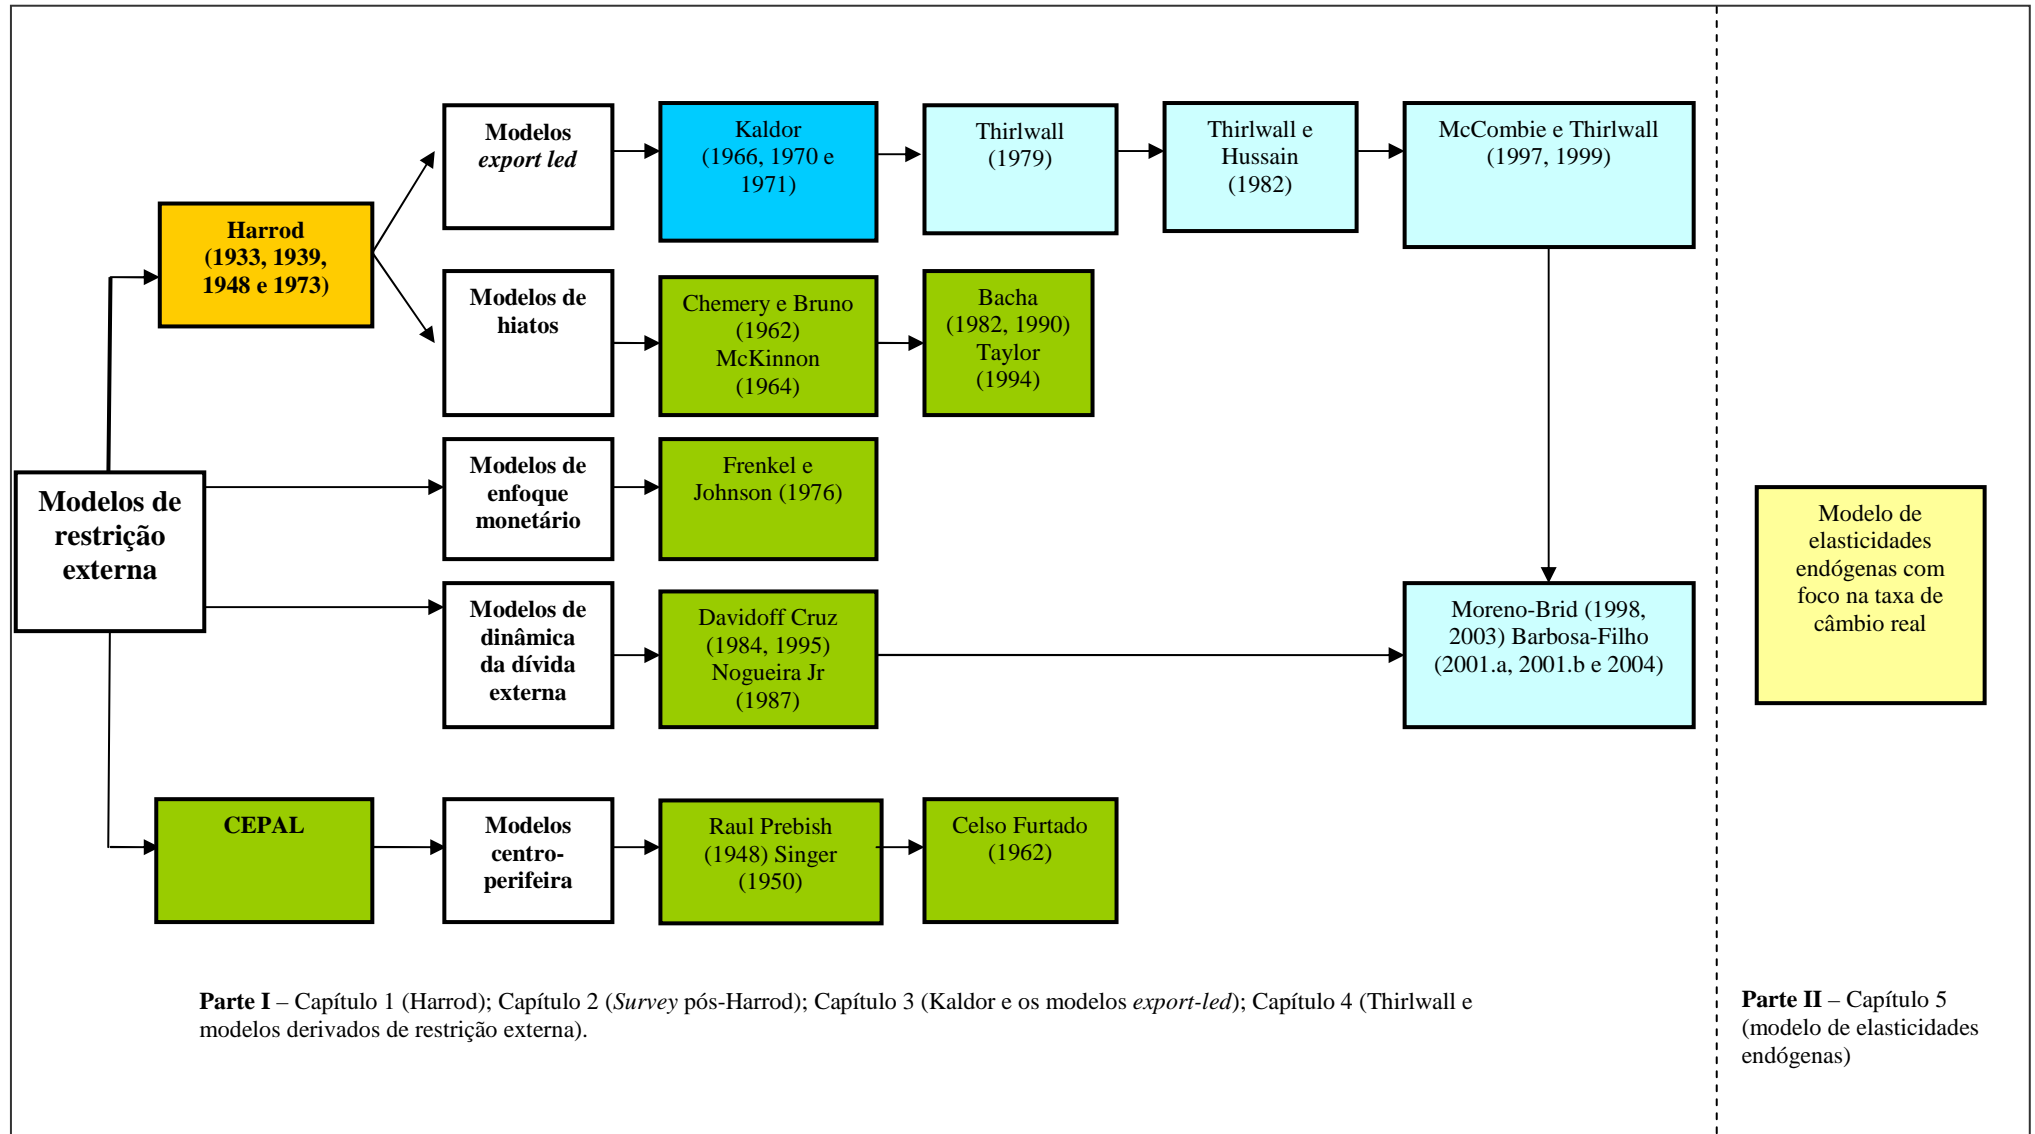 Modelos de
restrição
externa
Harrod
(1933, 1939,
1948 e 1973)
Modelos
export led
Kaldor
(1966, 1970 e
1971)
Thirlwall
(1979)
Thirlwall e
Hussain
(1982)
McCombie e Thirlwall
(1997, 1999)
Modelos de
hiatos
Chemery e Bruno
(1962)
McKinnon
(1964)
Bacha
(1982, 1990)
Taylor
(1994)
Modelos de
enfoque
monetário
Frenkel e
Johnson (1976)
Modelos de
dinâmica
da dívida
externa
Davidoff Cruz
(1984, 1995)
Nogueira Jr
(1987)
Moreno-Brid (1998,
2003) Barbosa-Filho
(2001.a, 2001.b e 2004)
CEPAL
Modelos
centro-
perifeira
Raul Prebish
(1948) Singer
(1950)
Celso Furtado
(1962)
Modelo de
elasticidades
endógenas com
foco na taxa de
câmbio real
Parte I – Capítulo 1 (Harrod); Capítulo 2 (Survey pós-Harrod); Capítulo 3 (Kaldor e os modelos export-led); Capítulo 4 (Thirlwall e
modelos derivados de restrição externa).
Parte II – Capítulo 5
(modelo de elasticidades
endógenas)